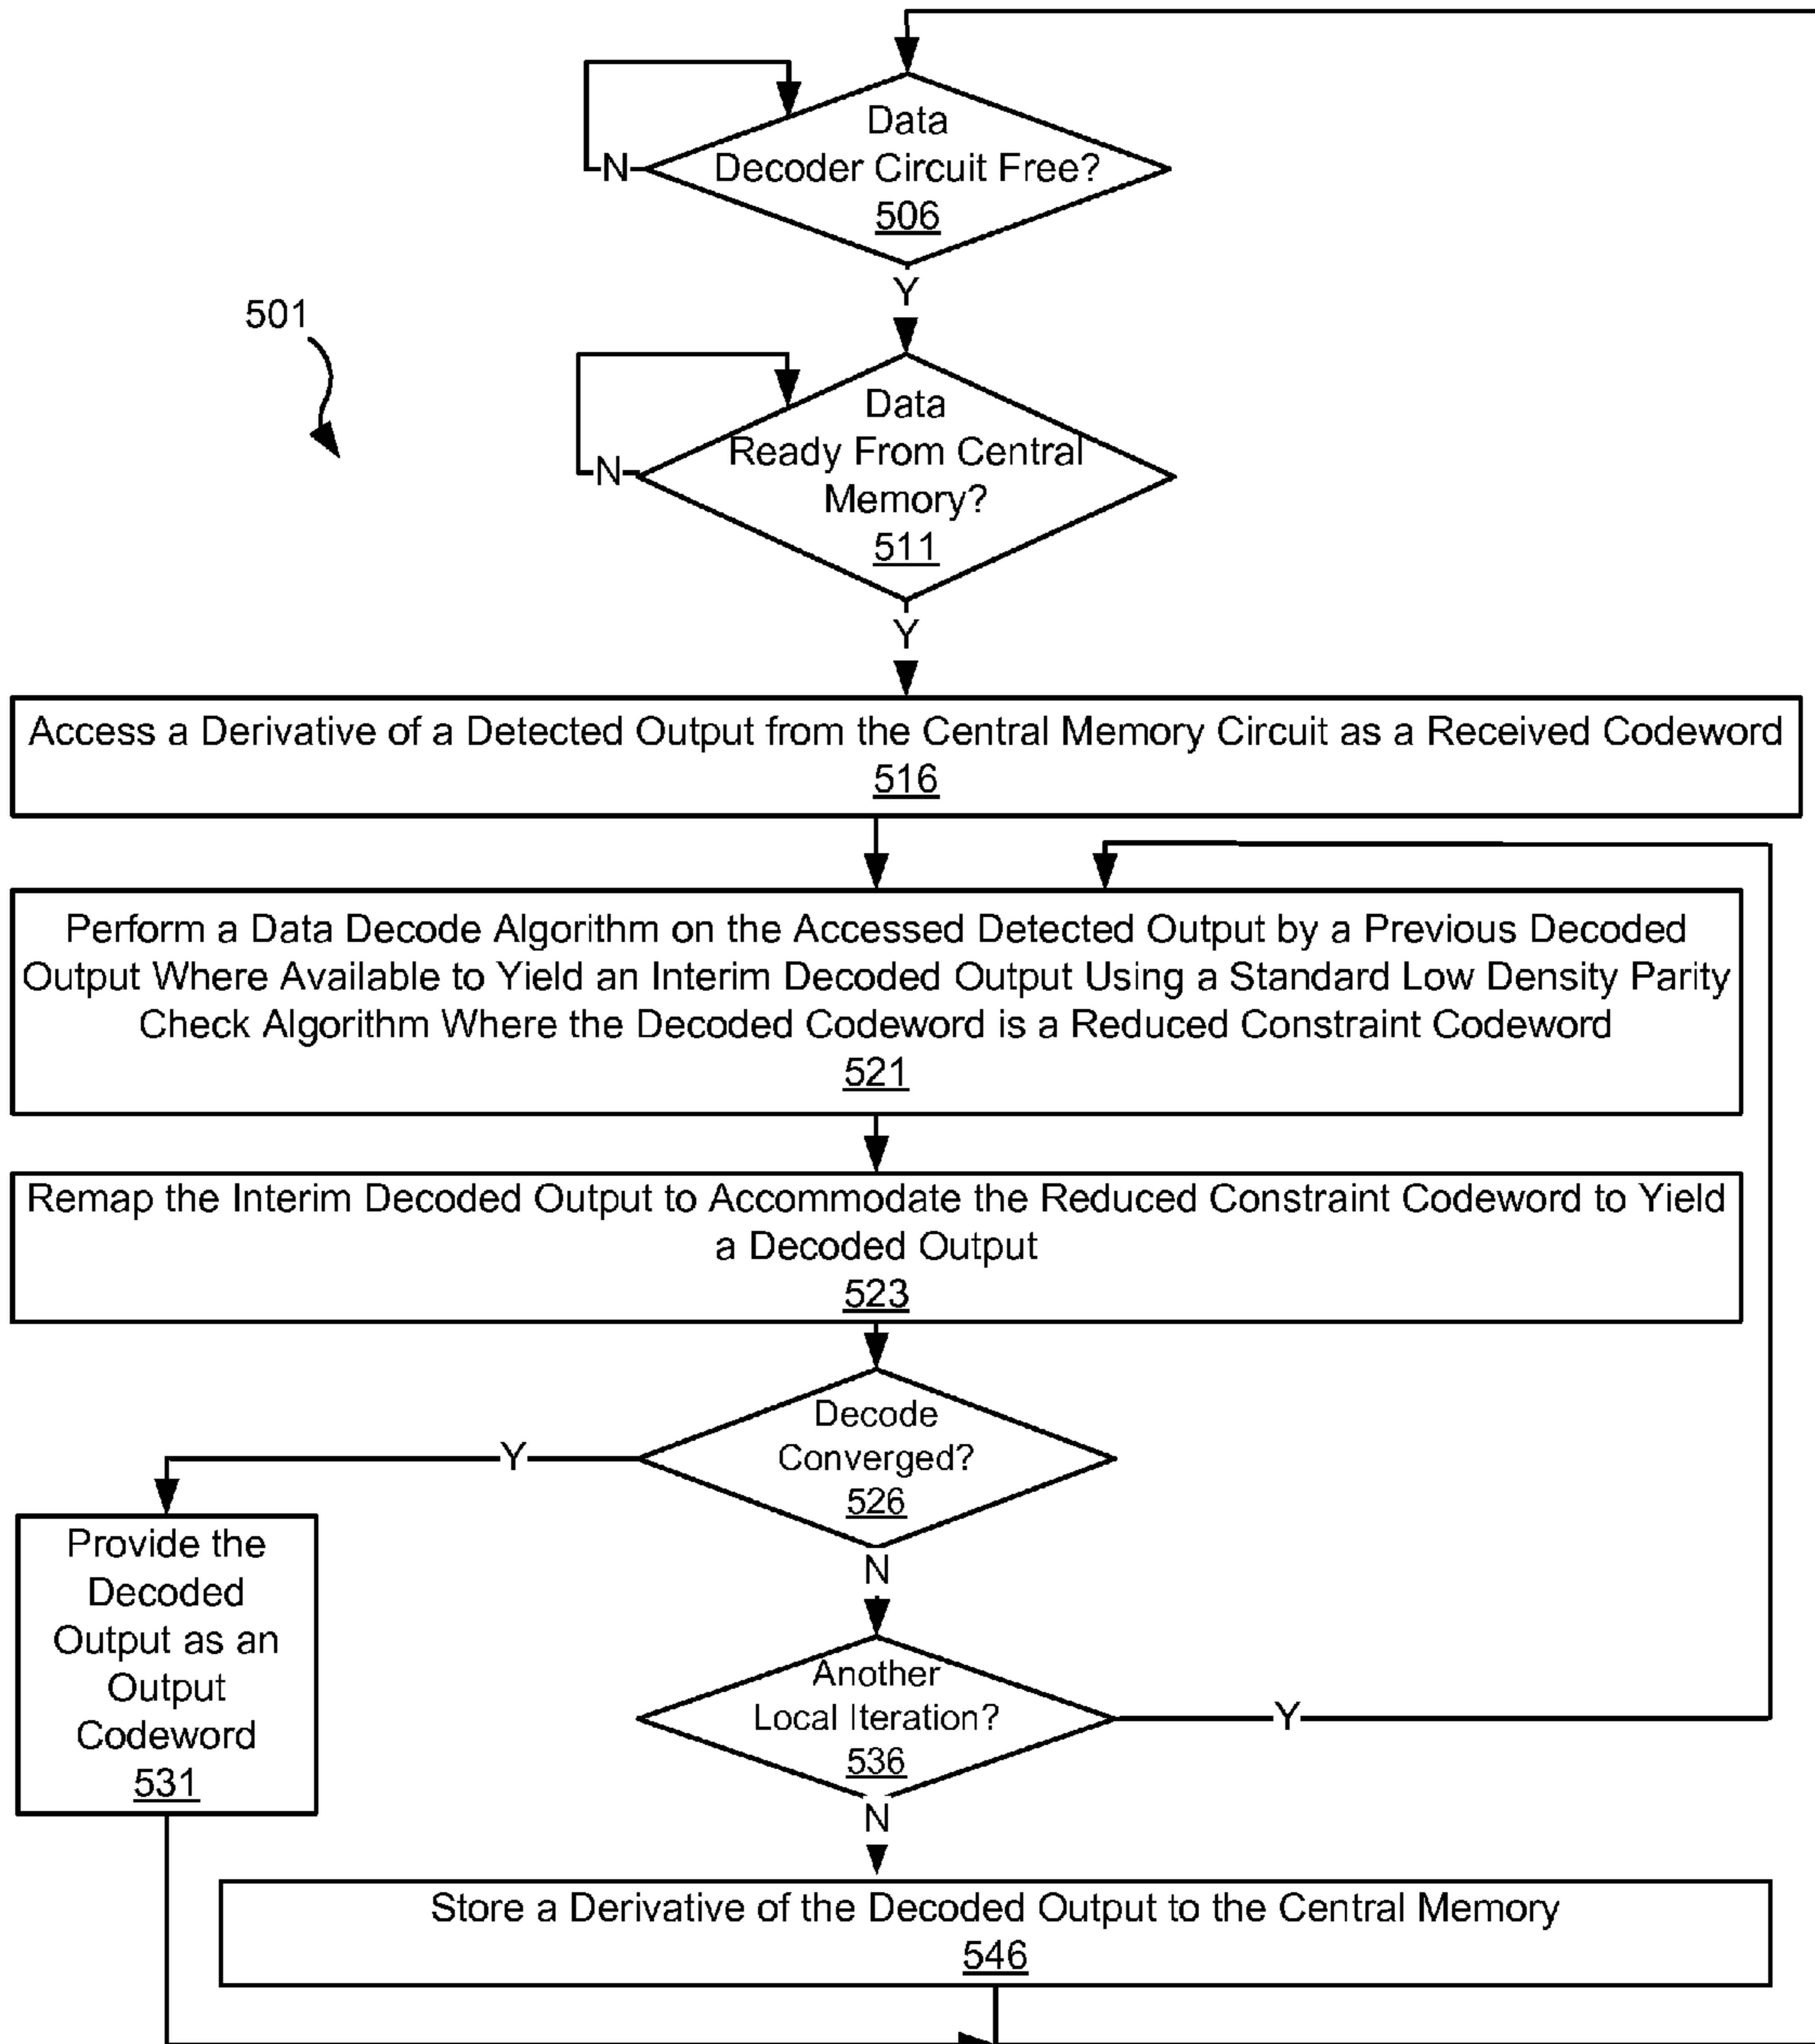 Data
Decoder Circuit Free?
506
N
Y
501
Data
Ready From Central
Memory?
511
N
Y
Access a Derivative of a Detected Output from the Central Memory Circuit as a Received Codeword
516
Perform a Data Decode Algorithm on the Accessed Detected Output by a Previous Decoded
Output Where Available to Yield an Interim Decoded Output Using a Standard Low Density Parity
Check Algorithm Where the Decoded Codeword is a Reduced Constraint Codeword
521
Remap the Interim Decoded Output to Accommodate the Reduced Constraint Codeword to Yield
a Decoded Output
523
Decode
Converged?
526
Y
N
Provide the
Decoded
Output as an
Output
Codeword
531
Another
Local Iteration?
536
Y
N
Store a Derivative of the Decoded Output to the Central Memory
546